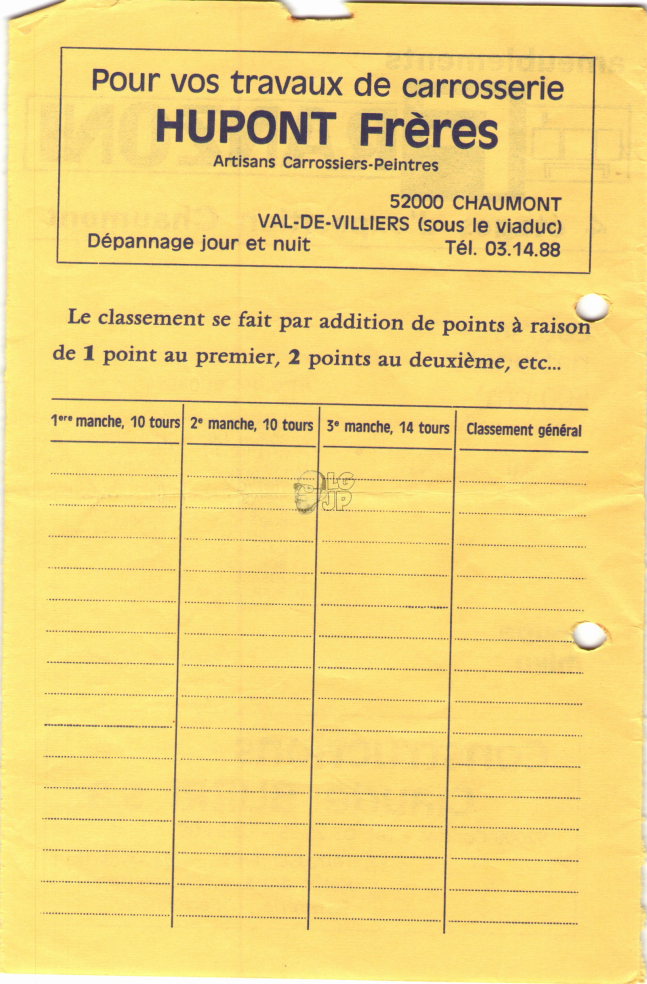 Pour vos travaux de carrosserie
HUPONT Frères
Artisans Carrossiers-Peintres
52000 CHAUMONT
VAL-DE-VILLIERS (sous le viaduc)
Dépannage jour et nuit Tél. 03.14.88
Le classement se fait par addition de points à raison
de 1 point au premier, 2 points au deuxième, etc...
1ere manche, 10 tours 2e manche, 10 tours 3e manche, 14 tours Classement général
LG
JP